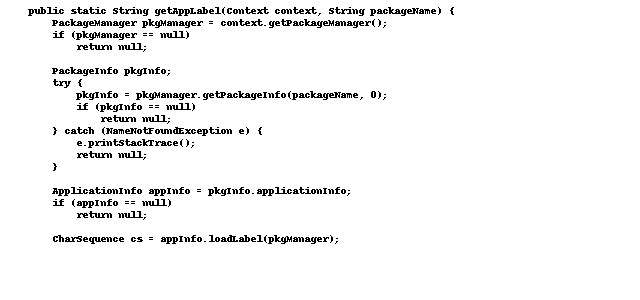 public static String getAppLabel(Context context, String packageName) {
PackageManager pkgManager = context.getPackageManager();
if (pkgManager == null)
return null;
PackageInfo pkgInfo;
try {
pkgInfo = pkgManager.getPackageInfo(packageName, 0);
if (pkgInfo == null)
return null;
} catch (NameNotFoundException e) {
e.printStackTrace();
return null;
}
ApplicationInfo appInfo = pkgInfo.applicationInfo;
if (appInfo == null)
return null;
CharSequence cs = appInfo.loadLabel(pkgManager);